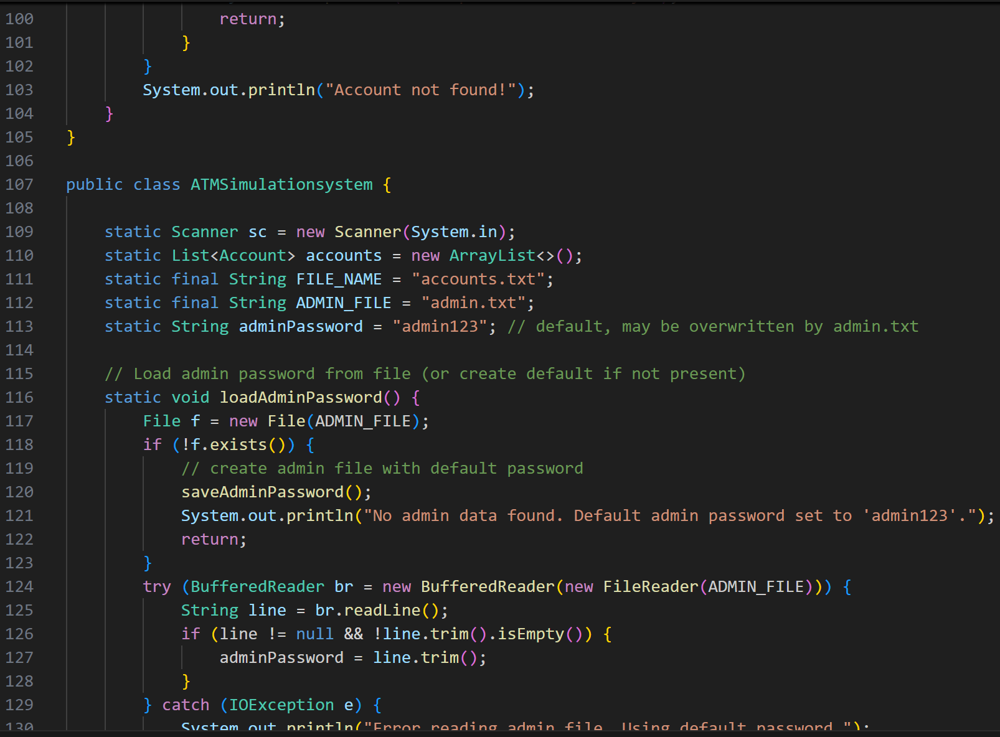 100                 return;
101             }
102         }
103         System.out.println("Account not found!");
104     }
105 }
106
107 public class ATMSimulationsystem {
108
109     static Scanner sc = new Scanner(System.in);
110     static List<Account> accounts = new ArrayList<>();
111     static final String FILE_NAME = "accounts.txt";
112     static final String ADMIN_FILE = "admin.txt";
113     static String adminPassword = "admin123"; // default, may be overwritten by admin.txt
114
115     // Load admin password from file (or create default if not present)
116     static void loadAdminPassword() {
117         File f = new File(ADMIN_FILE);
118         if (!f.exists()) {
119             // create admin file with default password
120             saveAdminPassword();
121             System.out.println("No admin data found. Default admin password set to 'admin123'.");
122             return;
123         }
124         try (BufferedReader br = new BufferedReader(new FileReader(ADMIN_FILE))) {
125             String line = br.readLine();
126             if (line != null && !line.trim().isEmpty()) {
127                 adminPassword = line.trim();
128             }
129         } catch (IOException e) {
130             System.out.println("Error reading admin file. Using default password.");